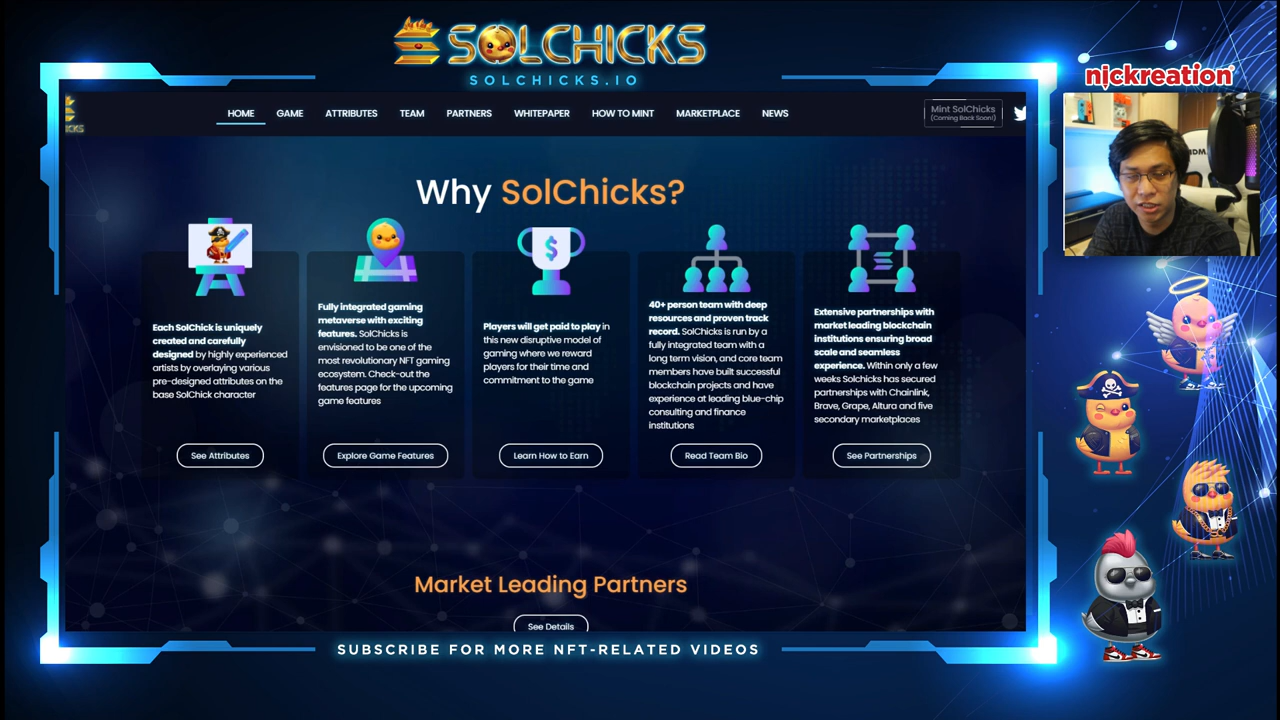 SOLCHICKS
SOLCHICKS.IO
nickreation
HOME
GAME
ATTRIBUTES
TEAM
PARTNERS
WHITEPAPER
HOW TO MINT
MARKETPLACE
NEWS
Mint SolChicks
(Coming Back Soon!)
Why SolChicks?
Each SolChick is uniquely
created and carefully
designed by highly experienced
artists by overlaying various
pre-designed attributes on the
base SolChick character
See Attributes
Fully integrated gaming
metaverse with exciting
features. SolChicks is
envisioned to be one of the
most revolutionary NFT gaming
ecosystem. Check-out the
features page for the upcoming
game features
Explore Game Features
$
Players will get paid to play in
this new disruptive model of
gaming where we reward
players for their time and
commitment to the game
Learn How to Earn
40+ person team with deep
resources and proven track
record. SolChicks is run by a
fully integrated team with a
long term vision, and core team
members have built successful
blockchain projects and have
experience at leading blue-chip
consulting and finance
institutions
Read Team Bio
Extensive partnerships with
market leading blockchain
institutions ensuring broad
scale and seamless
experience. Within only a few
weeks Solchicks has secured
partnerships with Chainlink,
Brave, Grape, Altura and five
secondary marketplaces
See Partnerships
Market Leading Partners
See Details
SUBSCRIBE FOR MORE NFT-RELATED VIDEOS